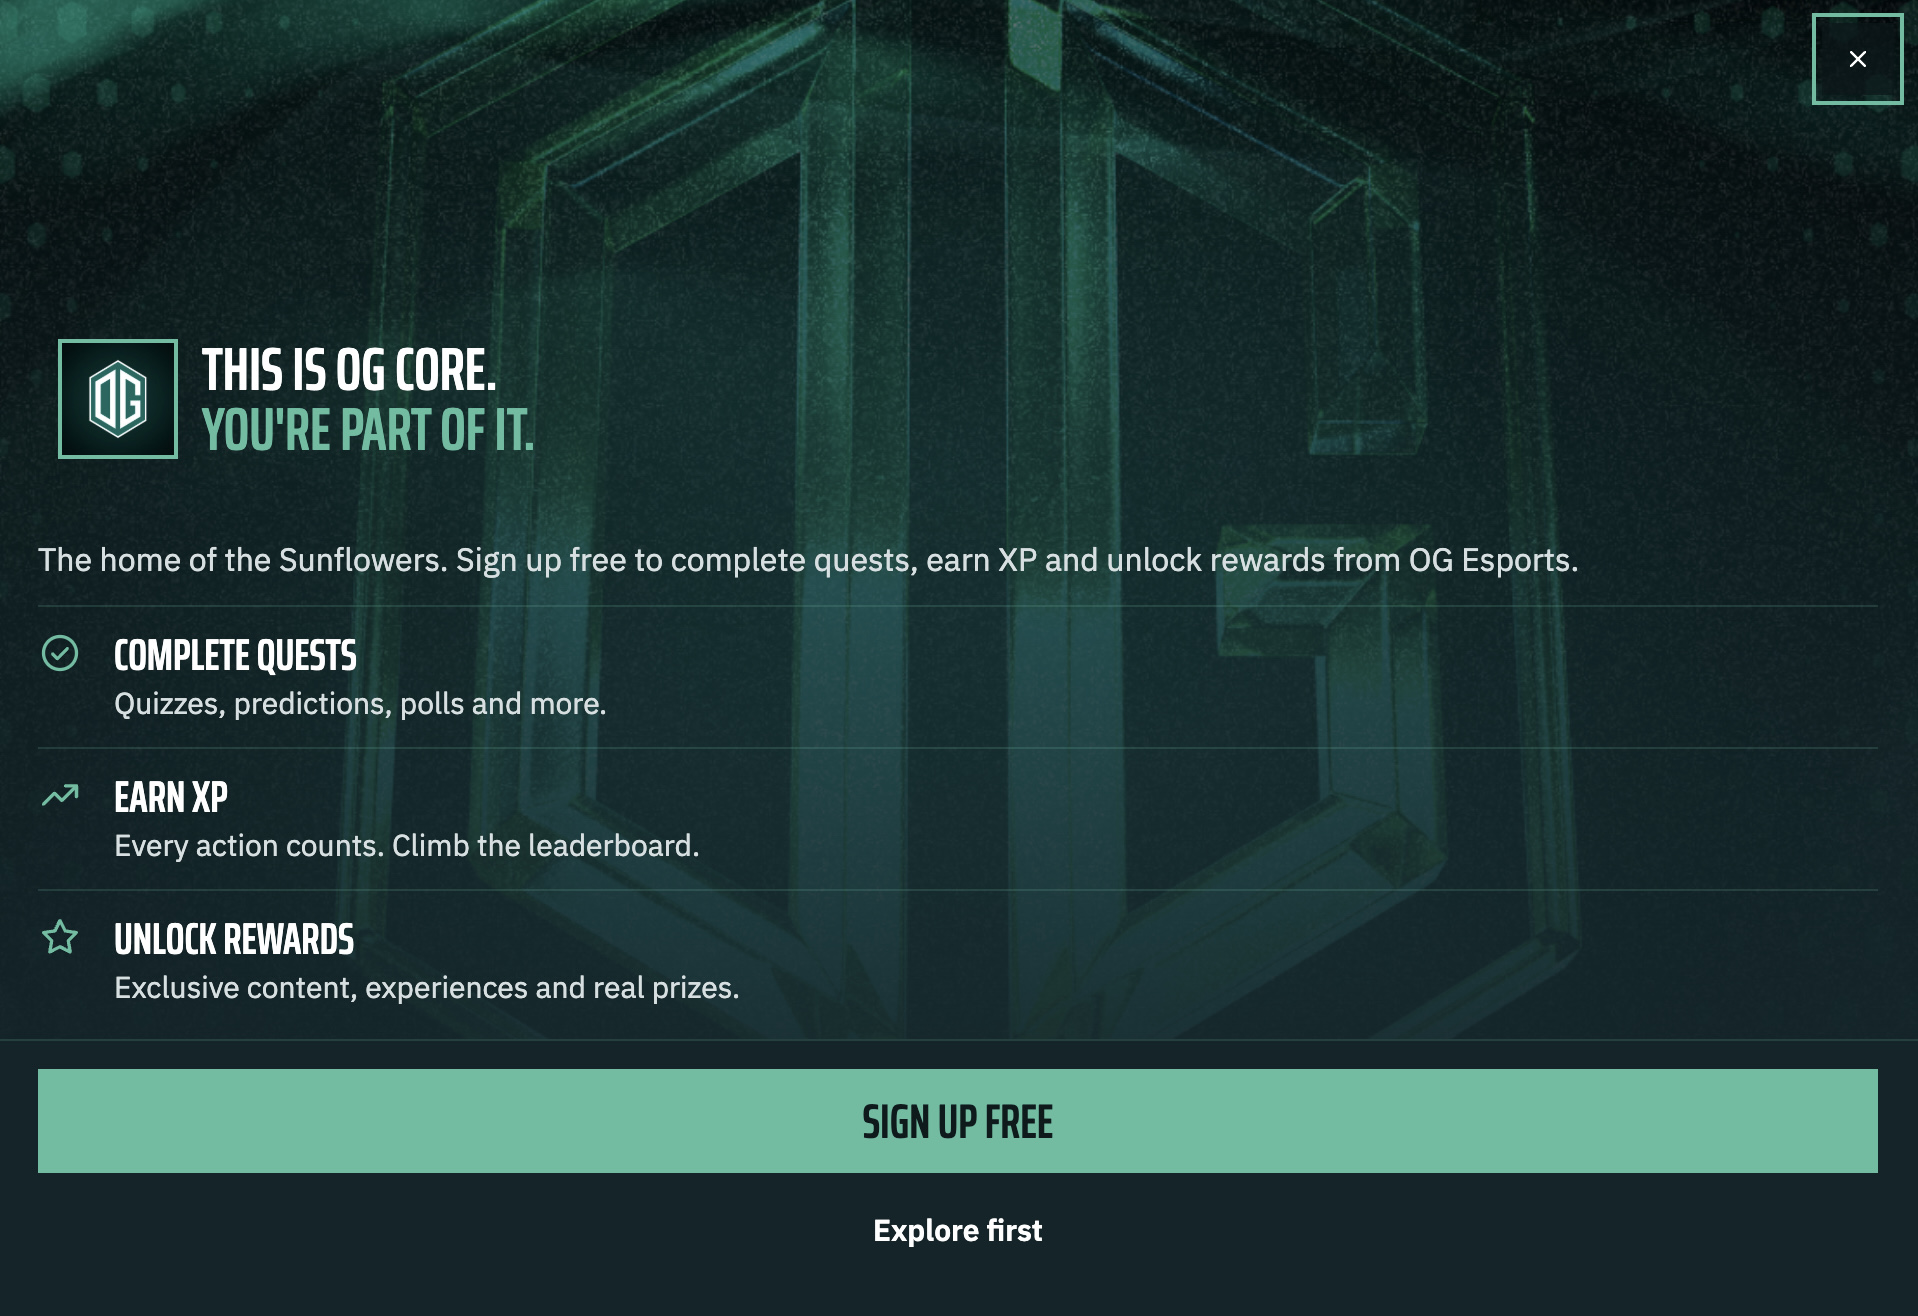 OG
THIS IS OG CORE.
YOU'RE PART OF IT.
The home of the Sunflowers. Sign up free to complete quests, earn XP and unlock rewards from OG Esports.
COMPLETE QUESTS
Quizzes, predictions, polls and more.
EARN XP
Every action counts. Climb the leaderboard.
UNLOCK REWARDS
Exclusive content, experiences and real prizes.
SIGN UP FREE
Explore first